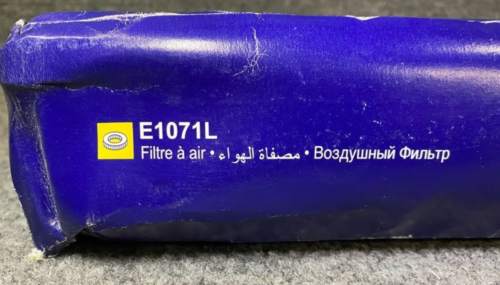 E1071L
Filtre à air • مصفاة الهواء • Воздушный Фильтр